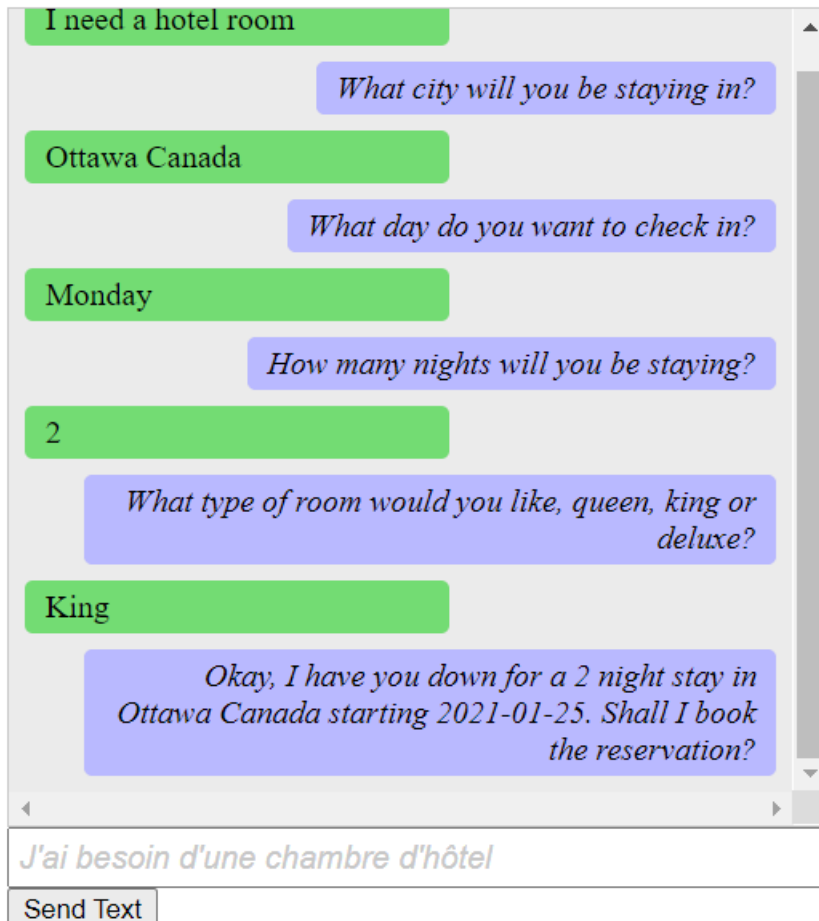 I need a hotel room
What city will you be staying in?
Ottawa Canada
What day do you want to check in?
Monday
How many nights will you be staying?
2
What type of room would you like, queen, king or
deluxe?
King
Okay, I have you down for a 2 night stay in
Ottawa Canada starting 2021-01-25. Shall I book
the reservation?
J'ai besoin d'une chambre d'hôtel
Send Text